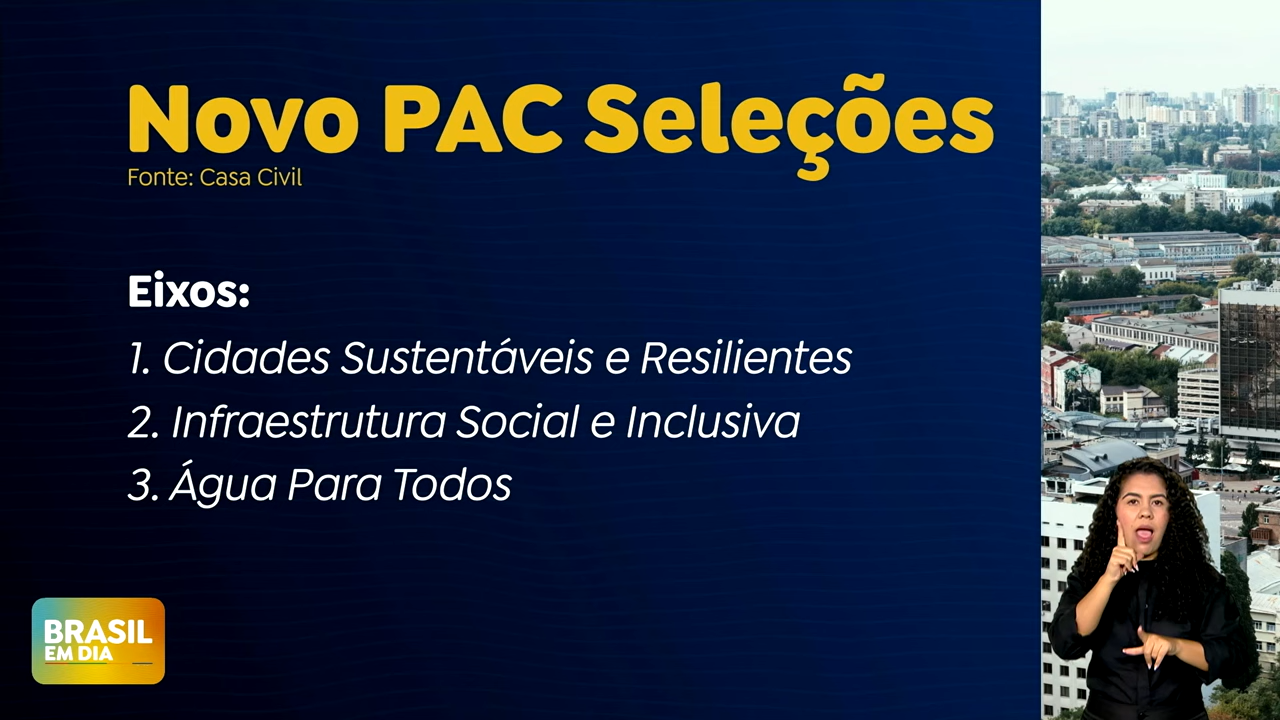 Novo PAC Seleções
Fonte: Casa Civil
Eixos:
1. Cidades Sustentáveis e Resilientes
2. Infraestrutura Social e Inclusiva
3. Água Para Todos
BRASIL
EM DIA